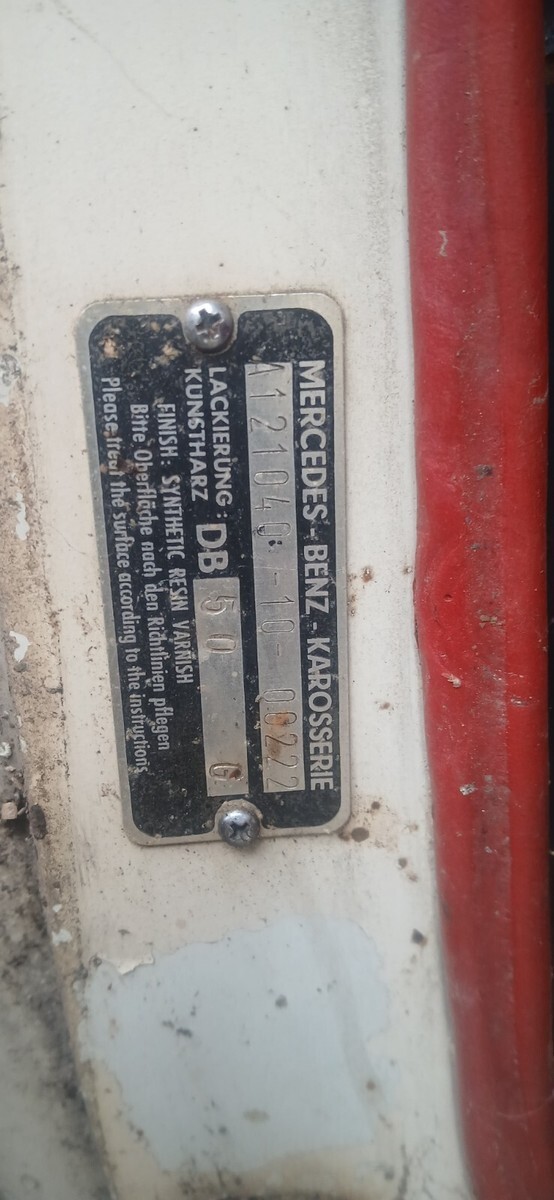 MERCEDES - BENZ - KAROSSERIE
A121040-10-00222
LACKIERUNG :
KUNSTHARZ DB 50 G
FINISH: SYNTHETIC RESIN VARNISH
Bitte Oberfläche nach den Richtlinien pflegen
Please treat the surface according to the instructions